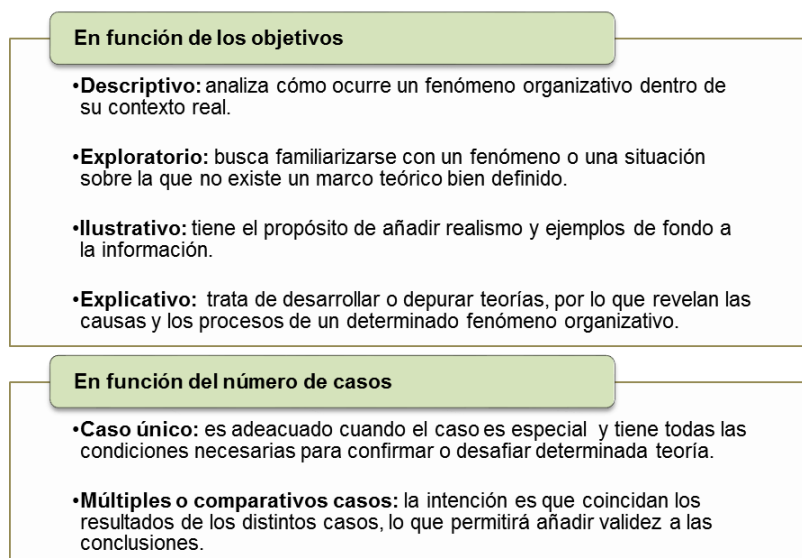 En función de los objetivos
•Descriptivo: analiza cómo ocurre un fenómeno organizativo dentro de
su contexto real.
•Exploratorio: busca familiarizarse con un fenómeno o una situación
sobre la que no existe un marco teórico bien definido.
•Ilustrativo: tiene el propósito de añadir realismo y ejemplos de fondo a
la información.
•Explicativo: trata de desarrollar o depurar teorías, por lo que revelan las
causas y los procesos de un determinado fenómeno organizativo.
En función del número de casos
•Caso único: es adeacuado cuando el caso es especial y tiene todas las
condiciones necesarias para confirmar o desafiar determinada teoría.
•Múltiples o comparativos casos: la intención es que coincidan los
resultados de los distintos casos, lo que permitirá añadir validez a las
conclusiones.